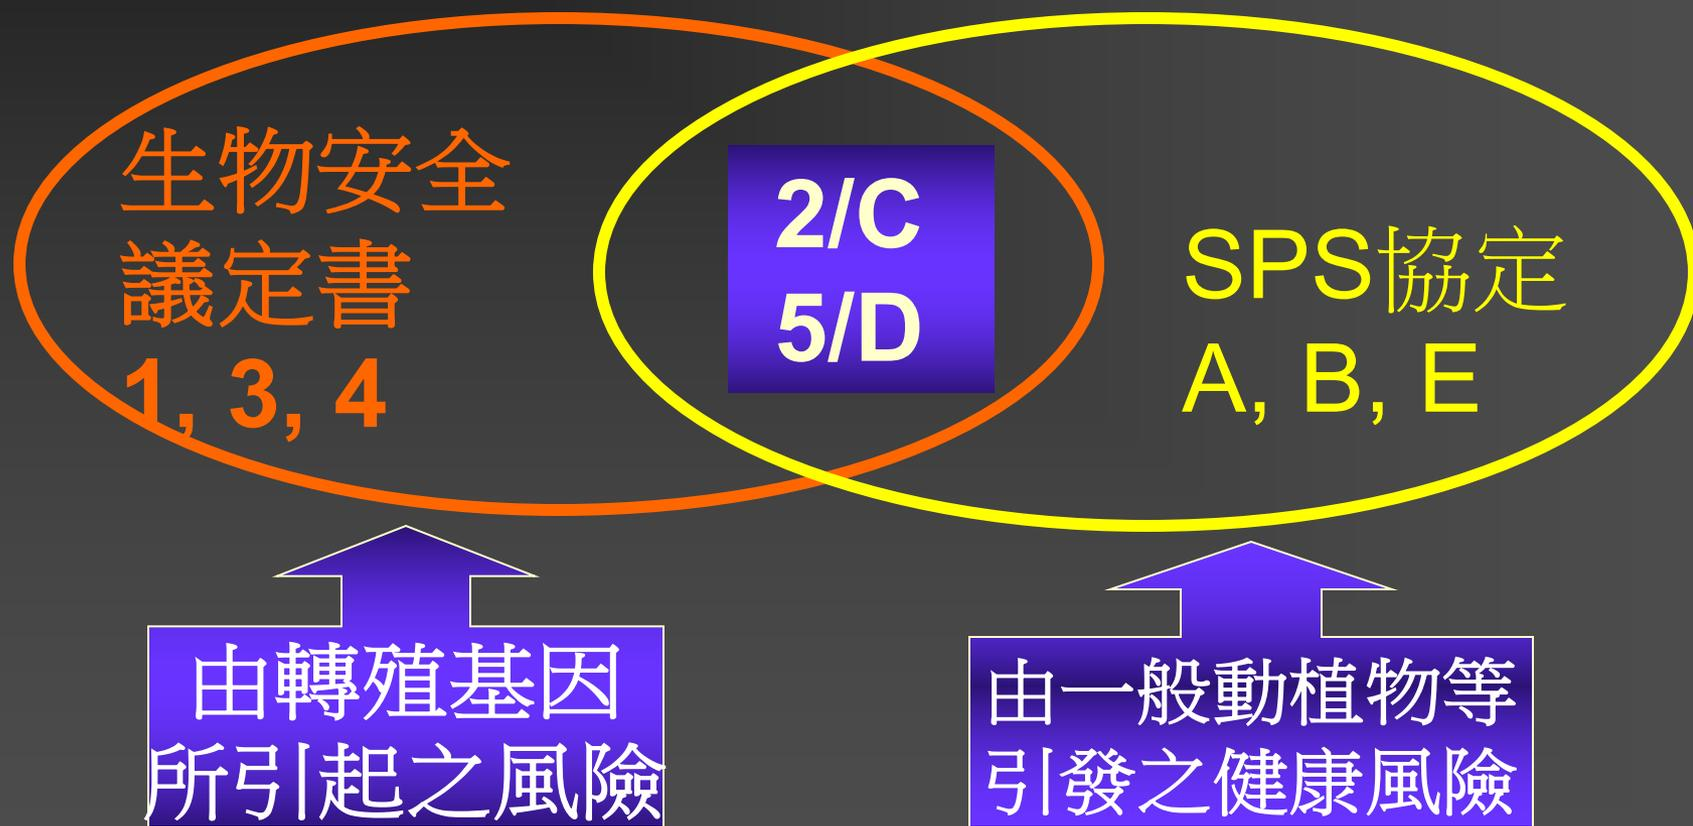 生物安全
議定書
1, 3, 4
2/C
5/D
SPS協定
A, B, E
由轉殖基因
所引起之風險
由一般動植物等
引發之健康風險